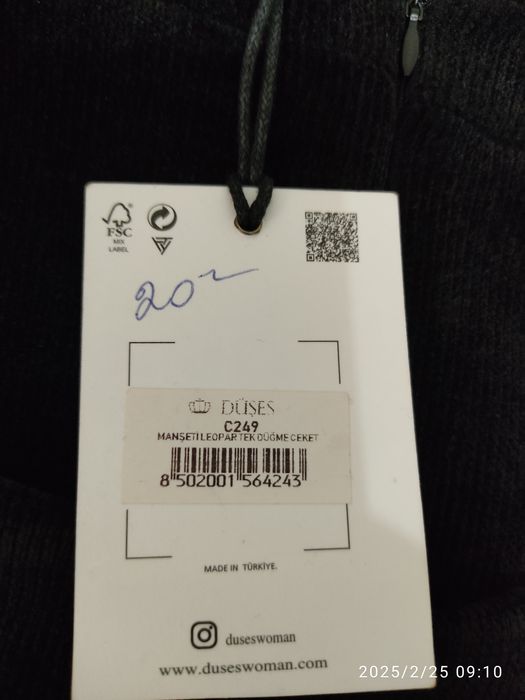 FSC
MIX
LABEL
20
DÜŞES
C249
MANŞETİ LEOPAR TEK DÜĞME CEKET
8 502001 564243
MADE IN TÜRKİYE.
duseswoman
www.duseswoman.com
2025/2/25 09:10